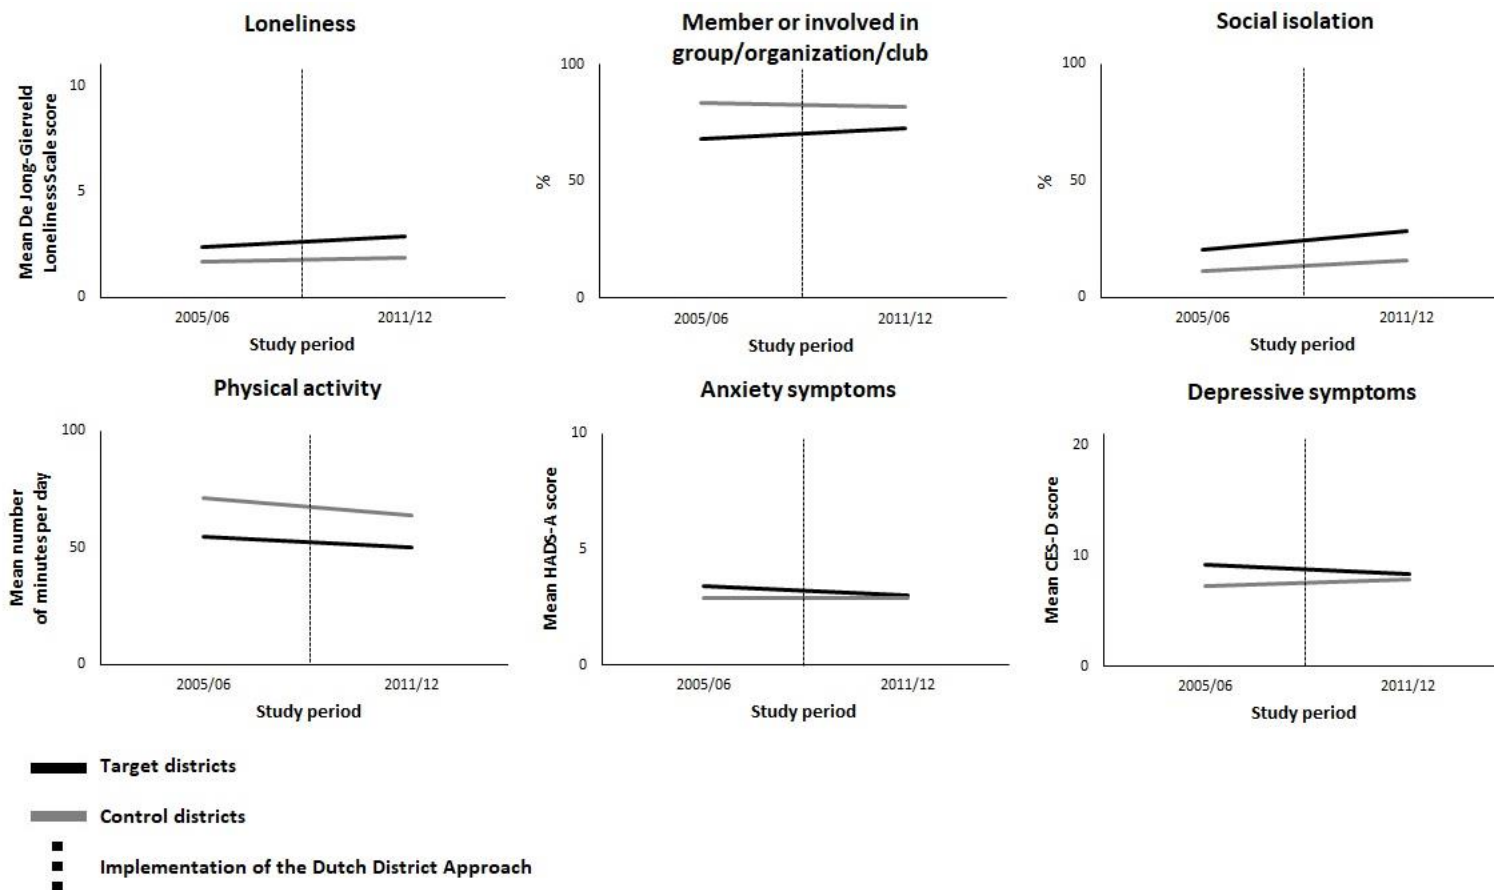 Loneliness
Mean De Jong-Gierveld
LonelinessScale score
10
5
0
2005/06
2011/12
Study period
Member or involved in
group/organization/club
%
100
50
0
2005/06
2011/12
Study period
Social isolation
%
100
50
0
2005/06
2011/12
Study period
Physical activity
Mean number
of minutes per day
100
50
0
2005/06
2011/12
Study period
Anxiety symptoms
Mean HADS-A score
10
5
0
2005/06
2011/12
Study period
Depressive symptoms
Mean CES-D score
20
10
0
2005/06
2011/12
Study period
Target districts
Control districts
Implementation of the Dutch District Approach